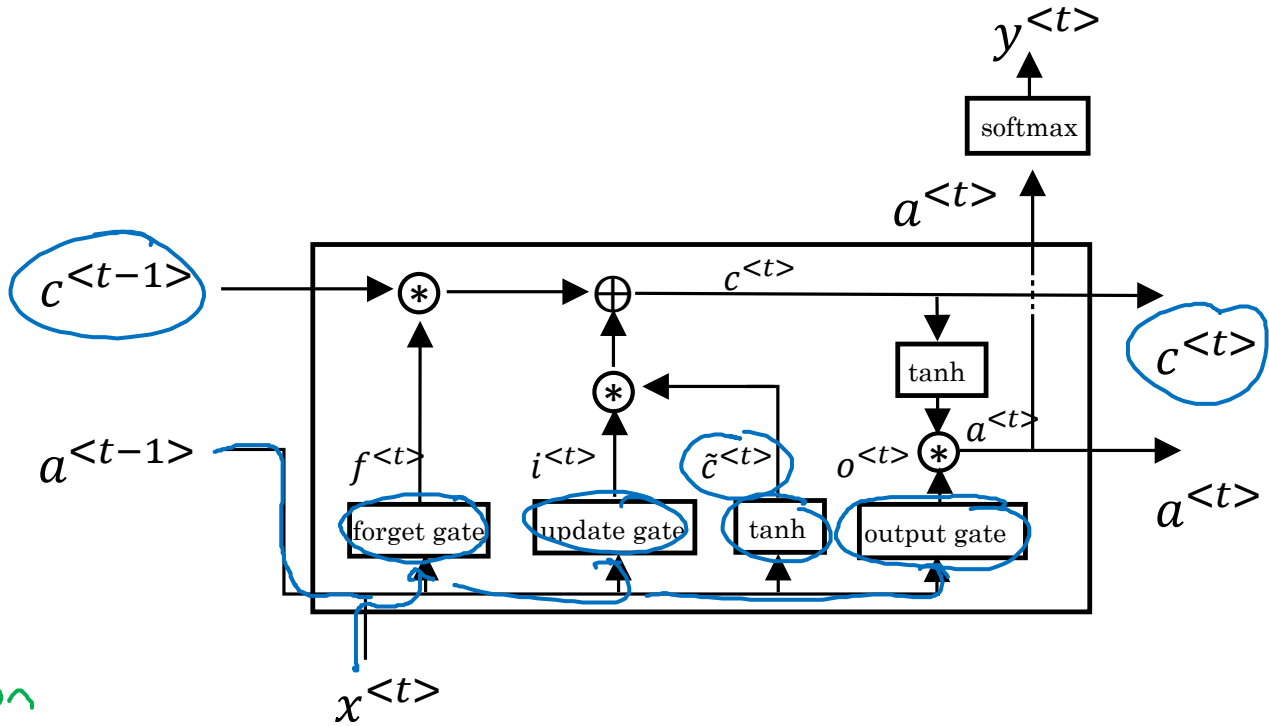 y^{<t>}
softmax
a^{<t>}
c^{<t-1>}
*
⊕
c^{<t>}
c^{<t>}
tanh
*
a^{<t-1>}
f^{<t>}
i^{<t>}
c̃^{<t>}
o^{<t>}
*
a^{<t>}
a^{<t>}
forget gate
update gate
tanh
output gate
x^{<t>}